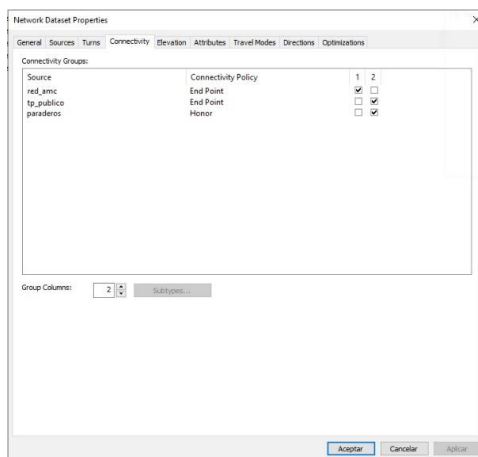 Network Dataset Properties
General Sources Turns Connectivity Elevation Attributes Travel Modes Directions Optimizations
Connectivity Groups:
Source Connectivity Policy 1 2
red_amc End Point
tp_publico End Point
paraderos Honor
Group Columns: 2 Subtypes...
Aceptar Cancelar Aplicar